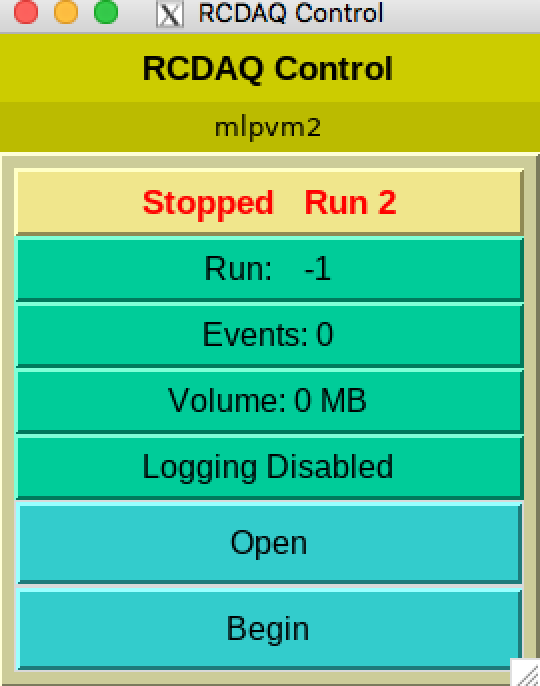 RCDAQ Control
RCDAQ Control
mlpvm2
Stopped Run 2
Run: -1
Events: 0
Volume: 0 MB
Logging Disabled
Open
Begin